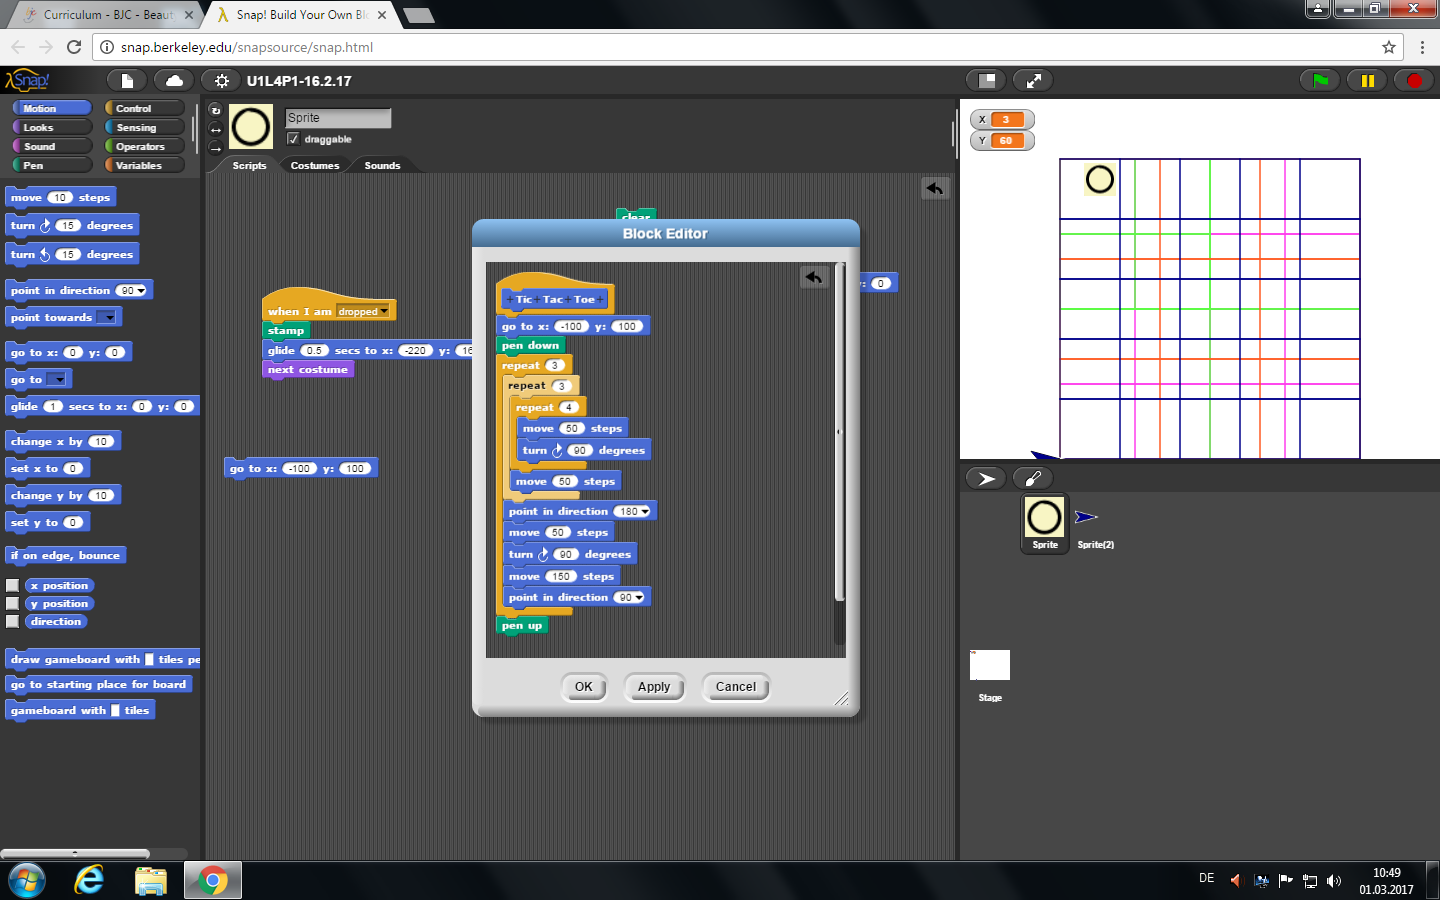 Curriculum - BJC - Beaut
Snap! Build Your Own Blo
snap.berkeley.edu/snapsource/snap.html
Snap!
U1L4P1-16.2.17
Motion
Control
Looks
Sensing
Sound
Operators
Pen
Variables
move 10 steps
turn 15 degrees
turn 15 degrees
point in direction 90
point towards
go to x: 0 y: 0
go to
glide 1 secs to x: 0 y: 0
change x by 10
set x to 0
change y by 10
set y to 0
if on edge, bounce
x position
y position
direction
draw gameboard with tiles pe
go to starting place for board
gameboard with tiles
Sprite
draggable
Scripts Costumes Sounds
clear
when I am dropped
stamp
glide 0.5 secs to x: -220 y: 16
next costume
go to x: -100 y: 100
y: 0
Block Editor
+Tic+Tac+Toe+
go to x: -100 y: 100
pen down
repeat 3
repeat 3
repeat 4
move 50 steps
turn 90 degrees
move 50 steps
point in direction 180
move 50 steps
turn 90 degrees
move 150 steps
point in direction 90
pen up
OK Apply Cancel
X 3
Y 60
Sprite Sprite(2)
Stage
DE
10:49
01.03.2017